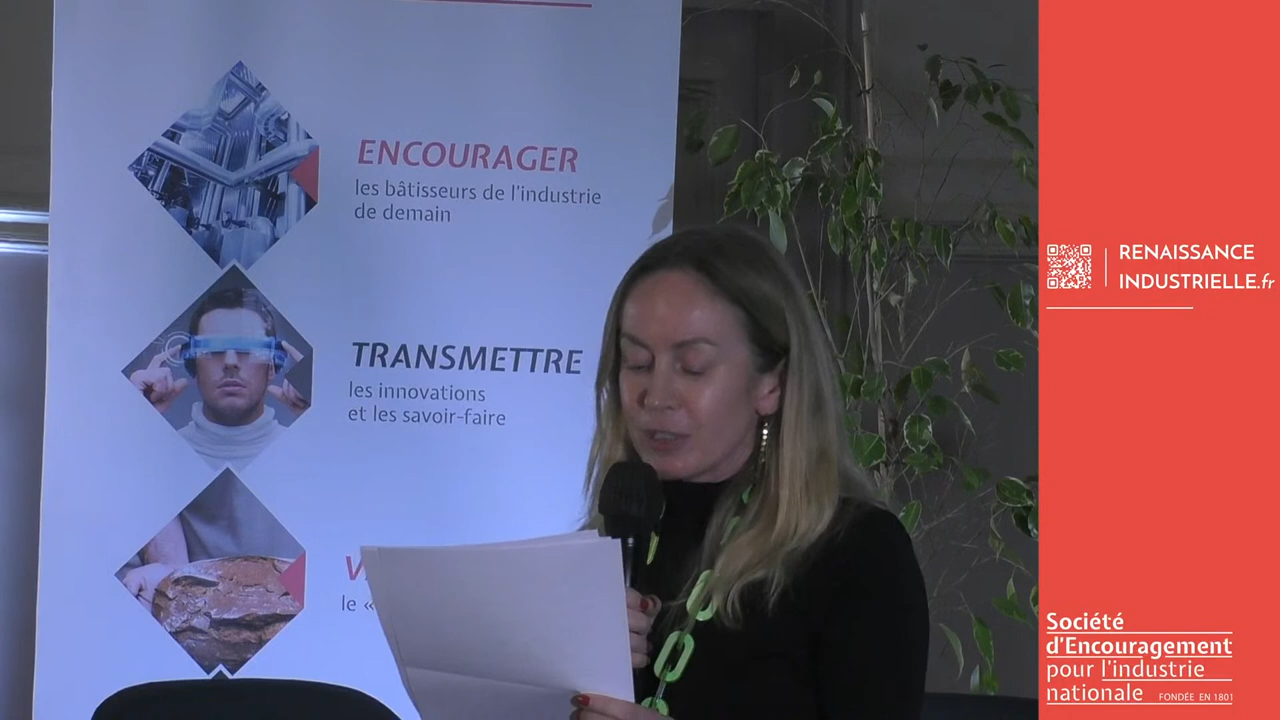 ENCOURAGER
les bâtisseurs de l'industrie
de demain
TRANSMETTRE
les innovations
et les savoir-faire
le «
RENAISSANCE
INDUSTRIELLE.fr
Société
d'Encouragement
pour l'industrie
nationale FONDÉE EN 1801